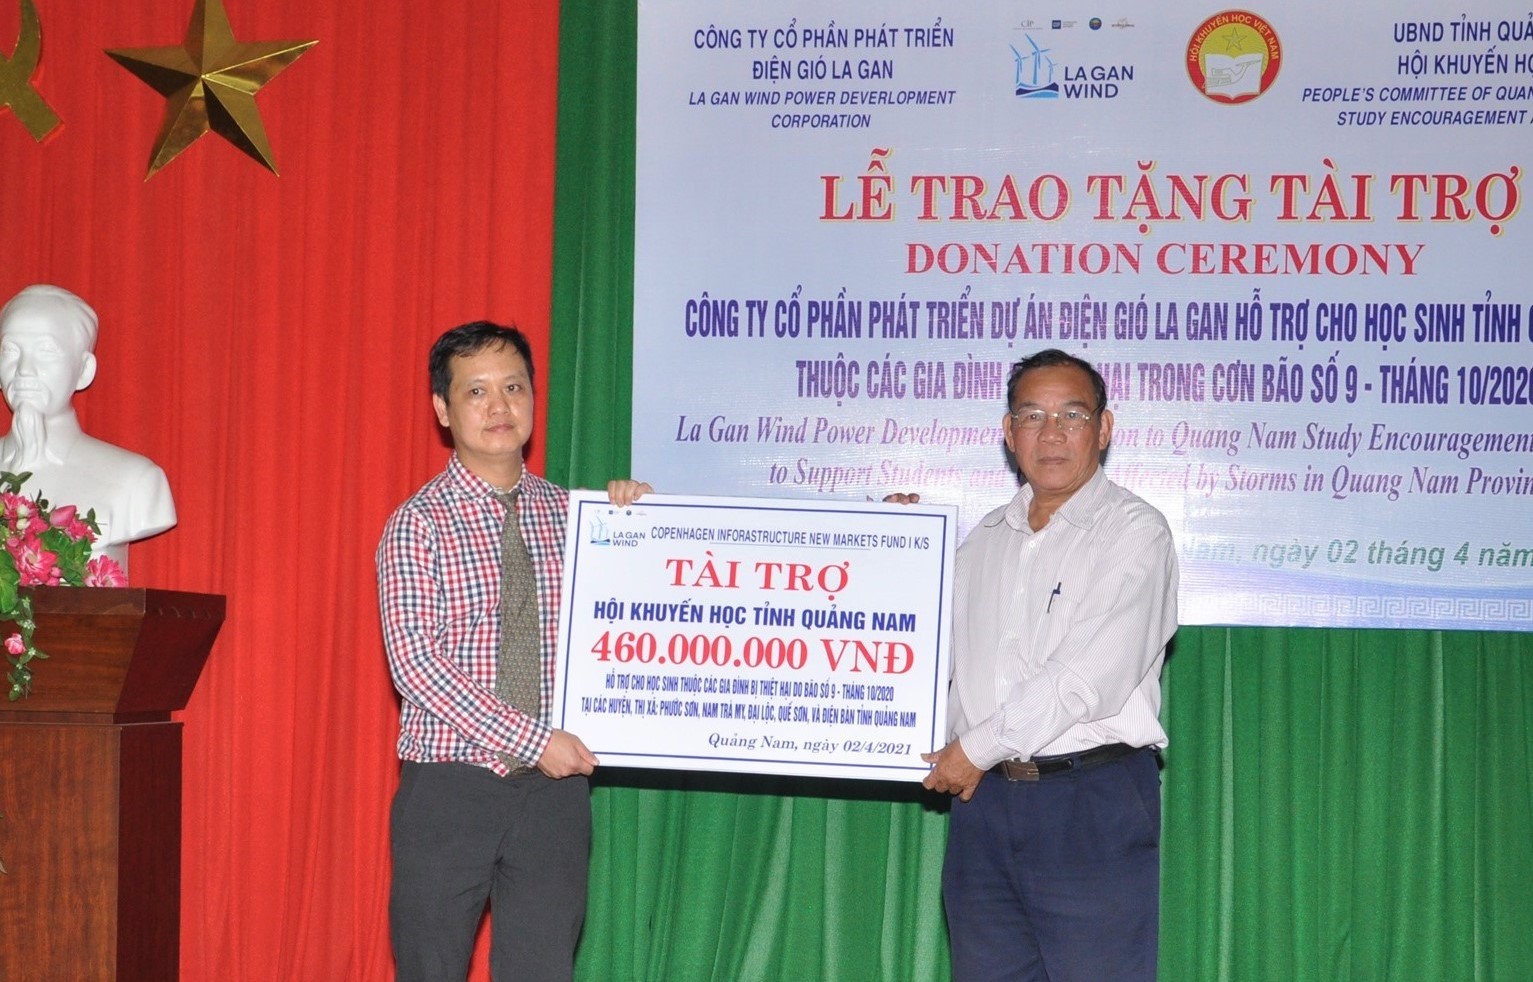 CÔNG TY CỔ PHẦN PHÁT TRIỂN
ĐIỆN GIÓ LA GAN
LA GAN WIND POWER DEVERLOPMENT
CORPORATION
CIP
LA GAN
WIND
HỘI KHUYẾN HỌC VIỆT NAM
UBND TỈNH
HỘI KHUYẾN
PEOPLE'S COMMITTEE OF
STUDY ENCOURAGEMENT
LỄ TRAO TẶNG TÀI TRỢ
DONATION CEREMONY
CÔNG TY CỔ PHẦN PHÁT TRIỂN DỰ ÁN ĐIỆN GIÓ LA GAN HỖ TRỢ CHO HỌC SINH TỈNH
THUỘC CÁC GIA ĐÌNH TRONG CƠN BÃO SỐ 9 - THÁNG 10/2020
La Gan Wind Power to Quang Nam Study Encouragement
to Support Students and by Storms in Quang Nam
ngày 02 tháng 4 năm
LA GAN
WIND
COPENHAGEN INFORASTRUCTURE NEW MARKETS FUND I K/S
TÀI TRỢ
HỘI KHUYẾN HỌC TỈNH QUẢNG NAM
460.000.000 VNĐ
HỖ TRỢ CHO HỌC SINH THUỘC CÁC GIA ĐÌNH BỊ THIỆT HẠI DO BÃO SỐ 9 - THÁNG 10/2020
TẠI CÁC HUYỆN, THỊ XÃ: PHƯỚC SƠN, NAM TRÀ MY, ĐẠI LỘC, QUẾ SƠN, VÀ ĐIỆN BÀN TỈNH QUẢNG NAM
Quảng Nam, ngày 02/4/2021